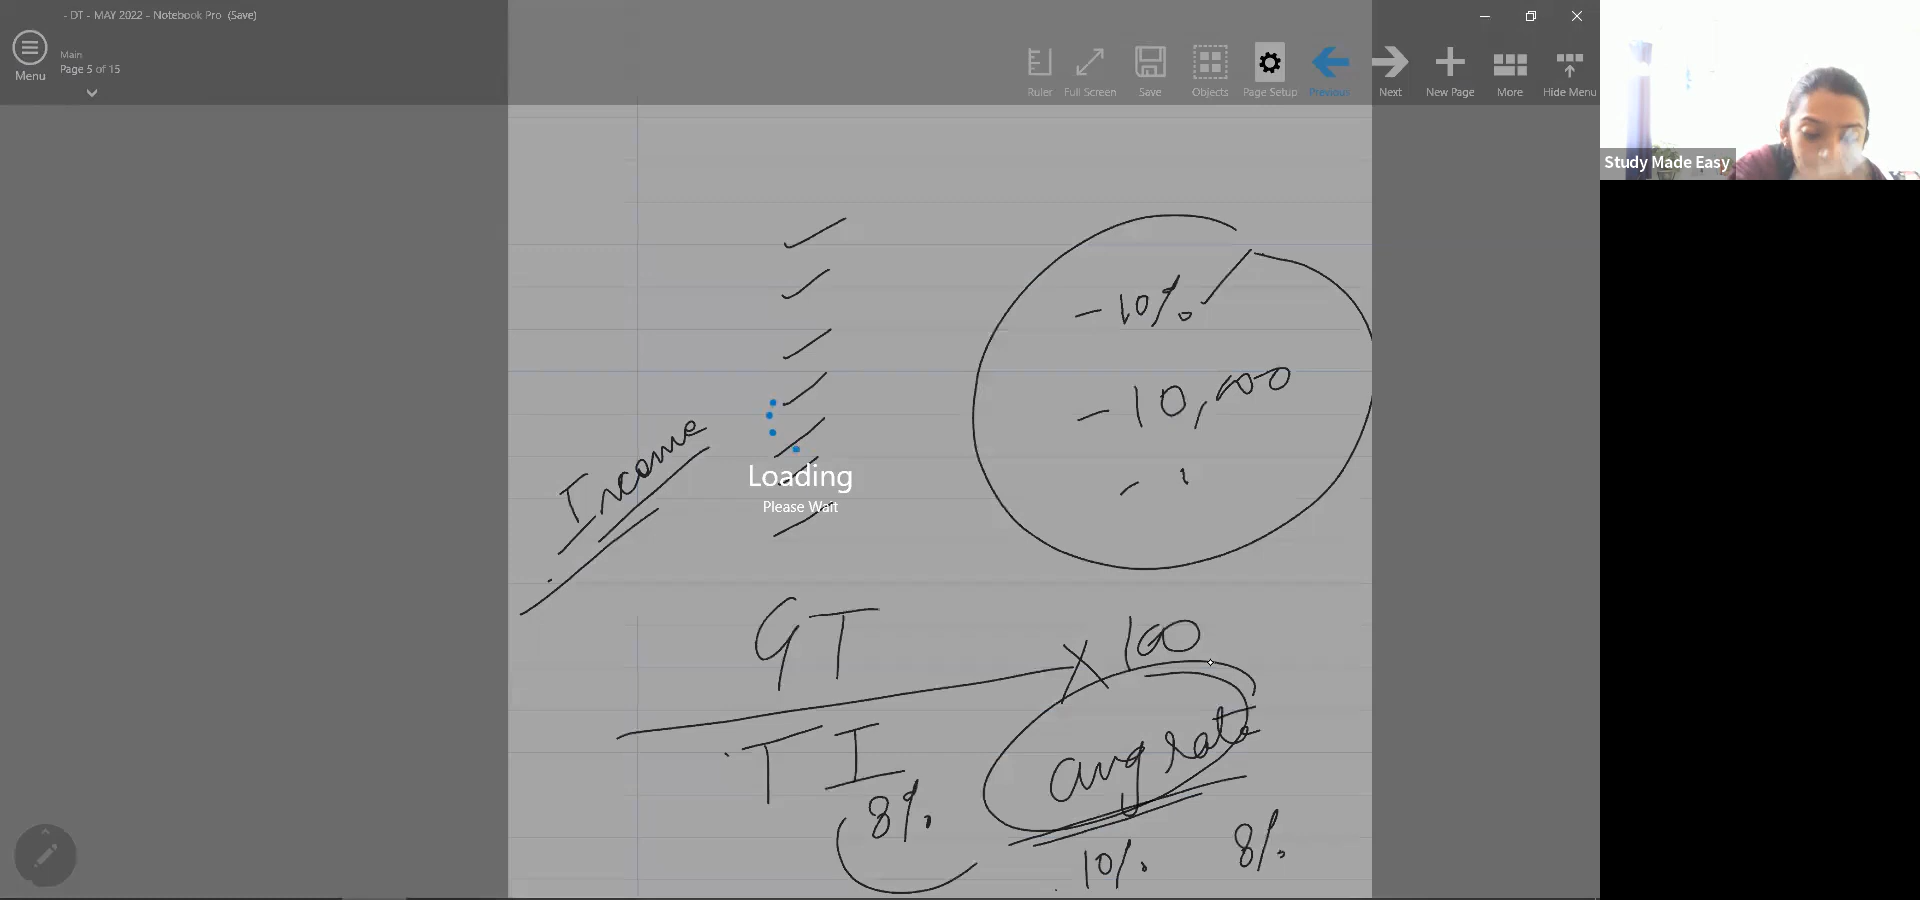 - DT - MAY 2022 - Notebook Pro (Save)
Menu
Main
Page 5 of 15
Ruler
Full Screen
Save
Objects
Page Setup
Previous
Next
New Page
More
Hide Menu
Study Made Easy
- 10%
- 10,000
-
Income
Loading
Please Wait
GT
X 100
TI
avg rate
8%
10%
8%